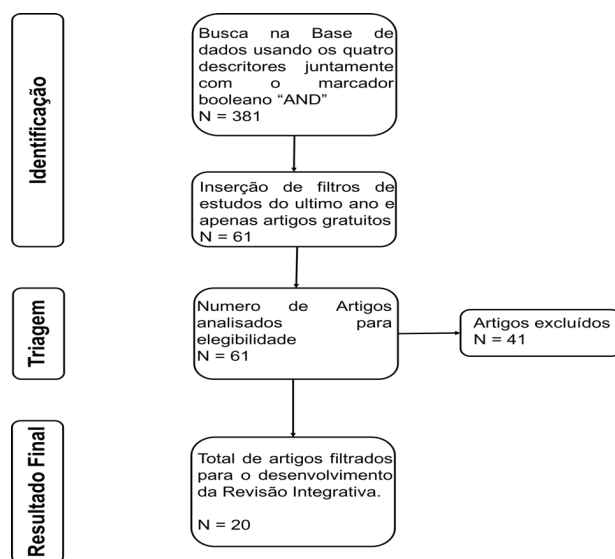 Identificação
Busca na Base de
dados usando os quatro
descritores juntamente
com o marcador
booleano “AND”
N = 381
Inserção de filtros de
estudos do ultimo ano e
apenas artigos gratuitos
N = 61
Triagem
Numero de Artigos
analisados para
elegibilidade
N = 61
Artigos excluídos
N = 41
Resultado Final
Total de artigos filtrados
para o desenvolvimento
da Revisão Integrativa.
N = 20